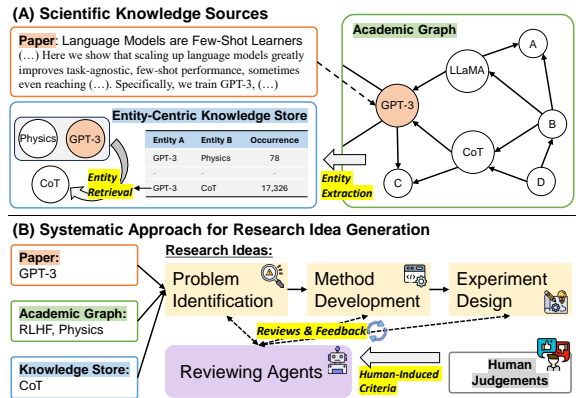 (A) Scientific Knowledge Sources
Paper: Language Models are Few-Shot Learners
(…) Here we show that scaling up language models greatly
improves task-agnostic, few-shot performance, sometimes
even reaching (…). Specifically, we train GPT-3, (…)
Academic Graph
A
LLaMA
GPT-3
B
CoT
C
D
Entity-Centric Knowledge Store
Physics
GPT-3
CoT
Entity
Retrieval
Entity A Entity B Occurrence
GPT-3 Physics 78
- - -
GPT-3 CoT 17,326
Entity
Extraction
(B) Systematic Approach for Research Idea Generation
Paper:
GPT-3
Academic Graph:
RLHF, Physics
Knowledge Store:
CoT
Research Ideas:
Problem
Identification
Method
Development
Experiment
Design
Reviews & Feedback
Reviewing Agents
Human-Induced
Criteria
Human
Judgements